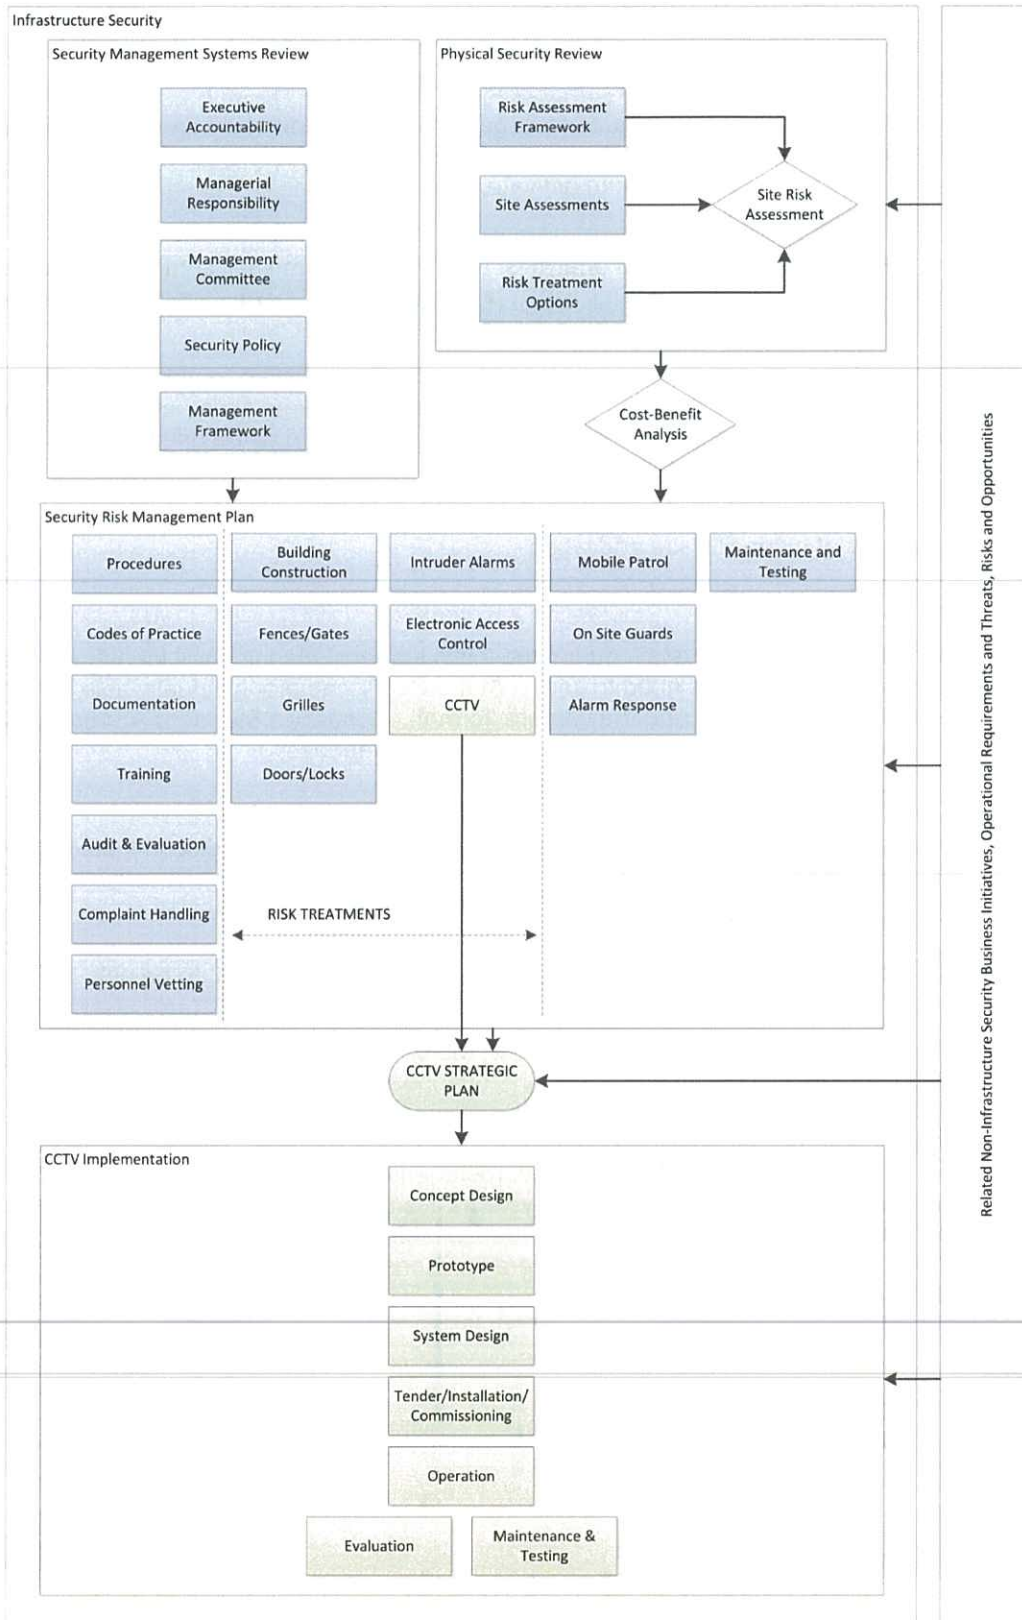 Infrastructure Security
Security Management Systems Review
Executive
Accountability
Managerial
Responsibility
Management
Committee
Security Policy
Management
Framework
Physical Security Review
Risk Assessment
Framework
Site Assessments
Risk Treatment
Options
Site Risk
Assessment
Cost-Benefit
Analysis
Security Risk Management Plan
Procedures
Codes of Practice
Documentation
Training
Audit & Evaluation
Complaint Handling
Personnel Vetting
Building
Construction
Fences/Gates
Grilles
Doors/Locks
Intruder Alarms
Electronic Access
Control
CCTV
RISK TREATMENTS
Mobile Patrol
On Site Guards
Alarm Response
Maintenance and
Testing
CCTV STRATEGIC
PLAN
CCTV Implementation
Concept Design
Prototype
System Design
Tender/Installation/
Commissioning
Operation
Evaluation
Maintenance &
Testing
Related Non-Infrastructure Security Business Initiatives, Operational Requirements and Threats, Risks and Opportunities